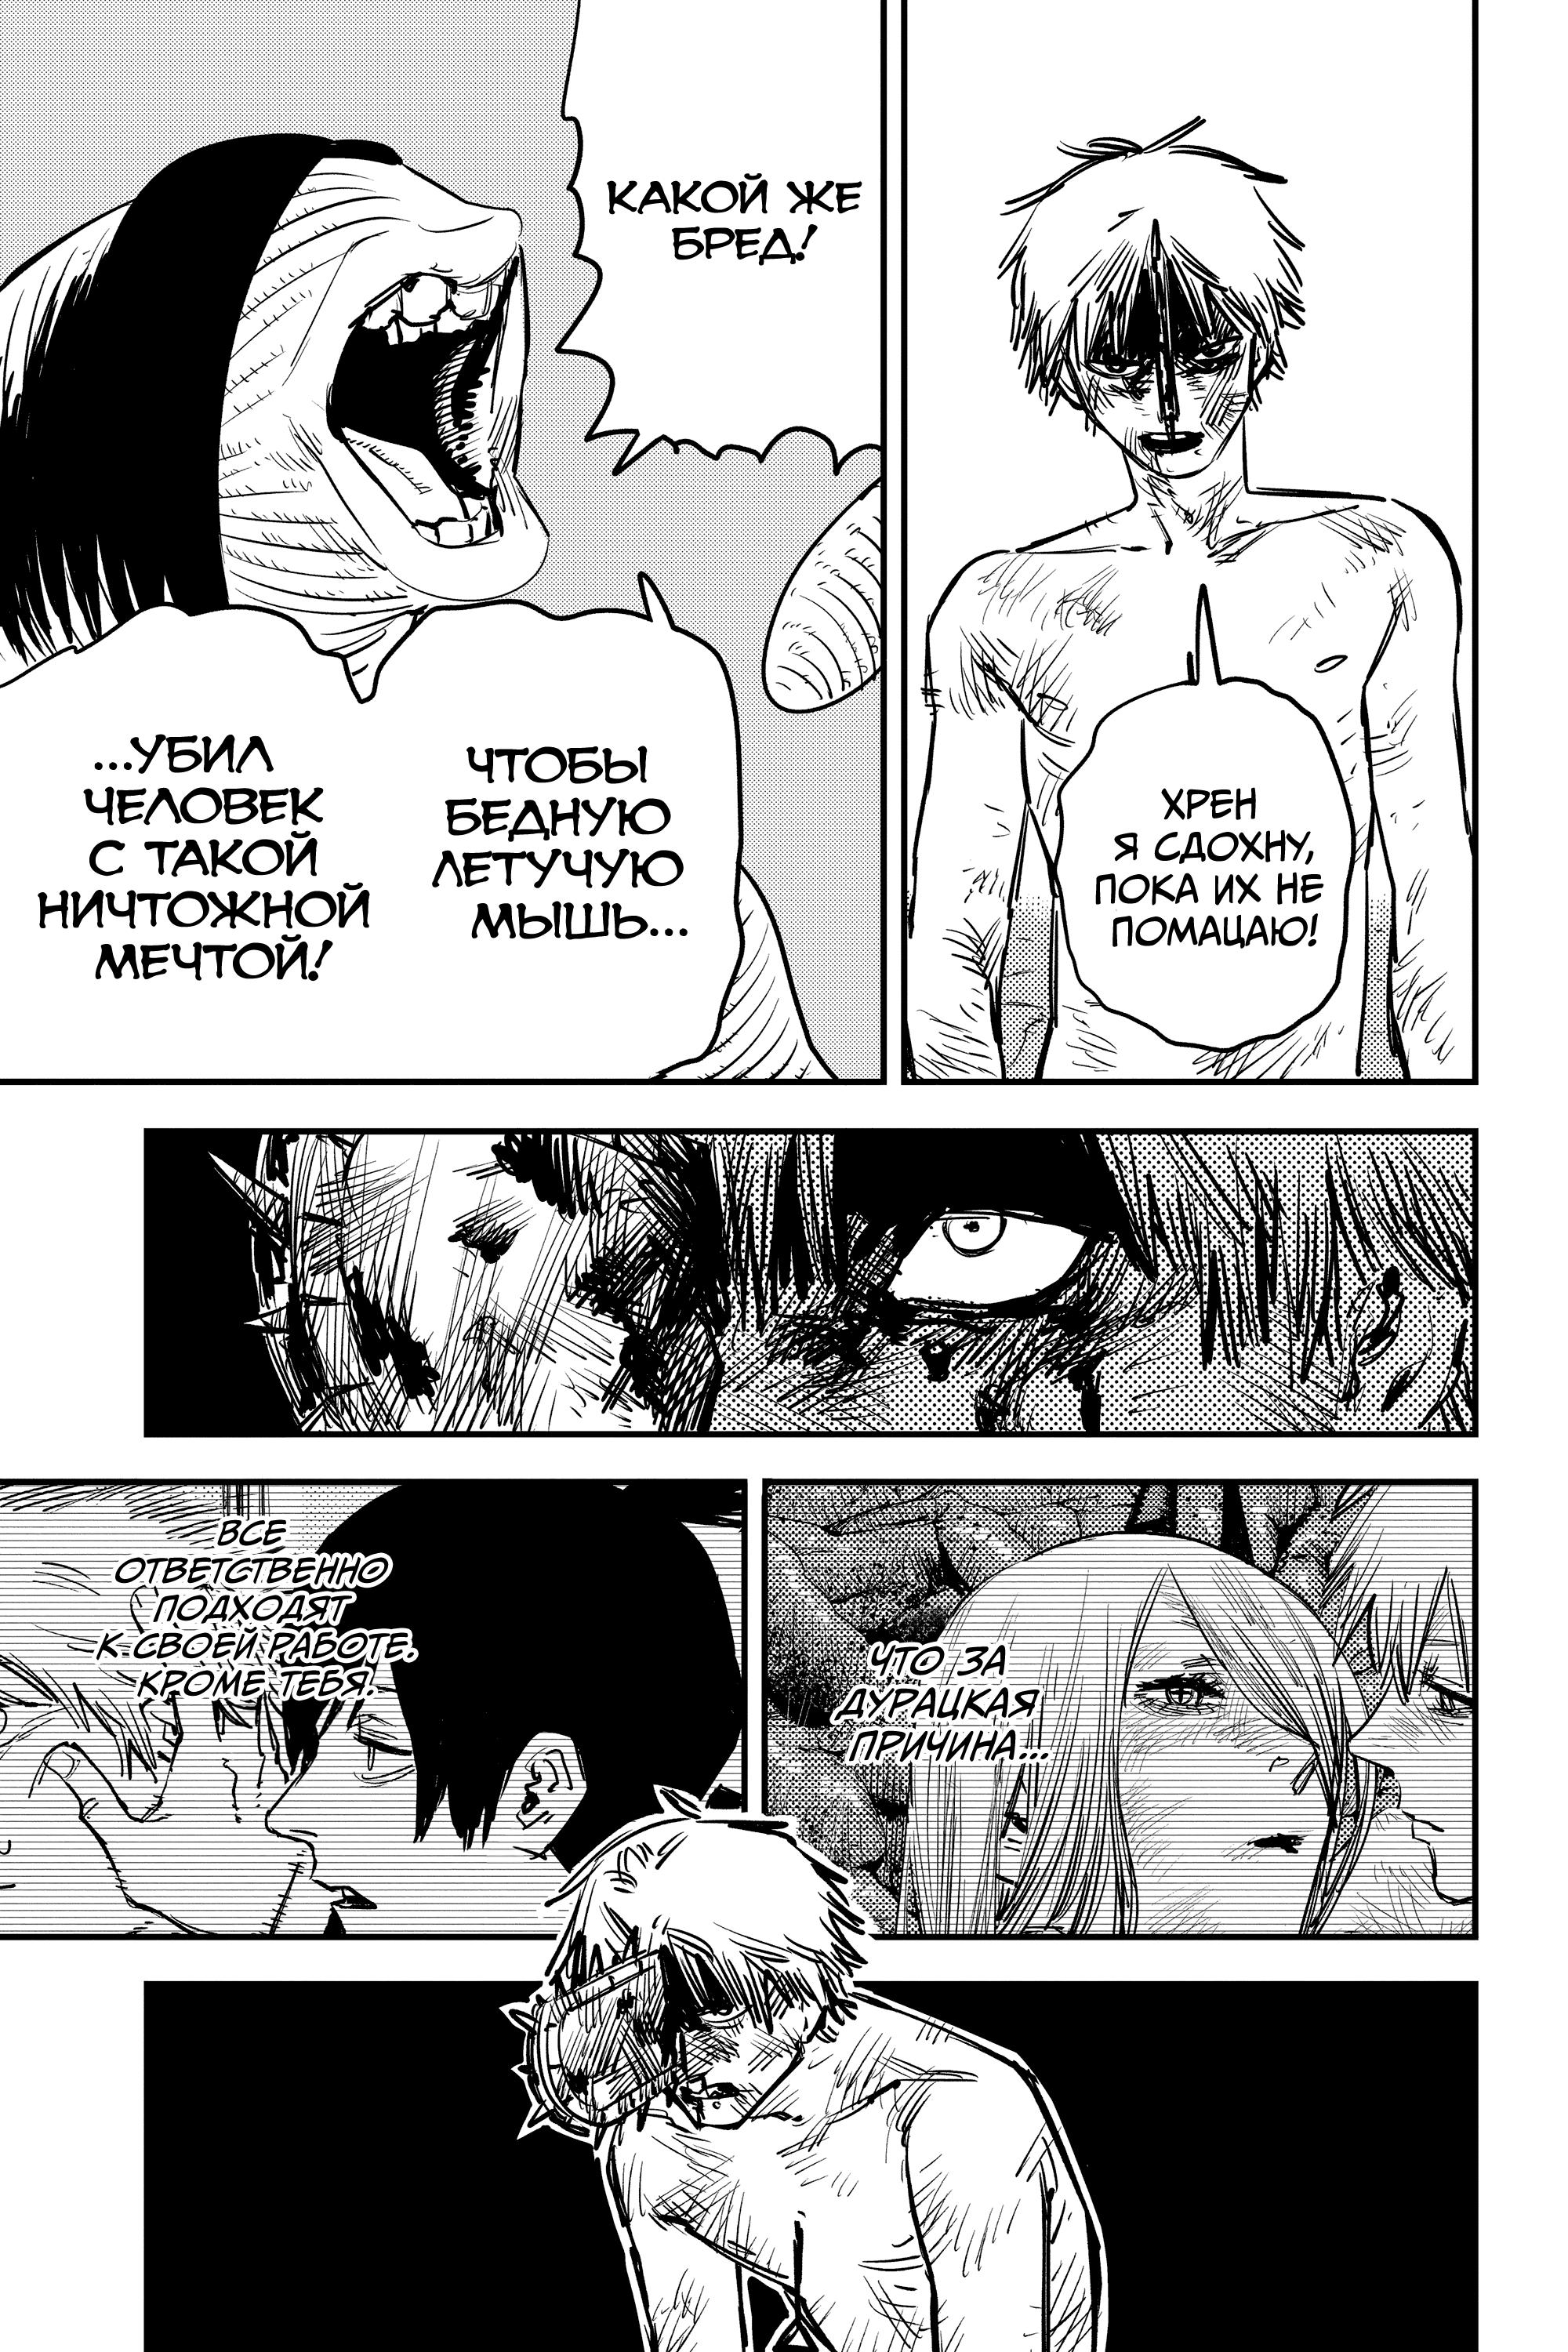 ХРЕН
Я СДОХНУ,
ПОКА ИХ НЕ
ПОМАЦАЮ!
КАКОЙ ЖЕ
БРЕД!
ЧТОБЫ
БЕДНУЮ
ЛЕТУЧУЮ
МЫШЬ...
...УБИЛ
ЧЕЛОВЕК
С ТАКОЙ
НИЧТОЖНОЙ
МЕЧТОЙ!
ЧТО ЗА
ДУРАЦКАЯ
ПРИЧИНА...
ВСЕ
ОТВЕТСТВЕННО
ПОДХОДЯТ
К СВОЕЙ РАБОТЕ.
КРОМЕ ТЕБЯ.